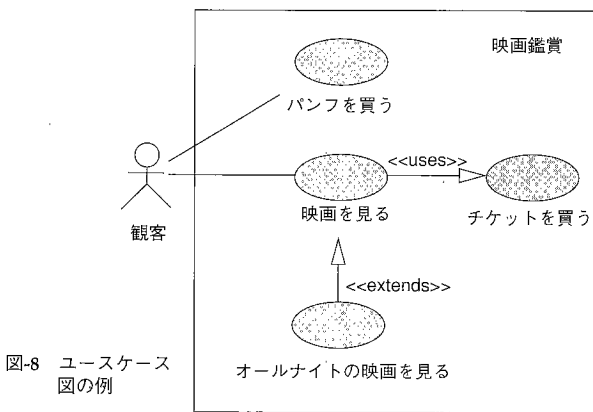 映画鑑賞
パンフを買う
<<uses>>
映画を見る
チケットを買う
観客
<<extends>>
オールナイトの映画を見る
図-8 ユースケース
図の例